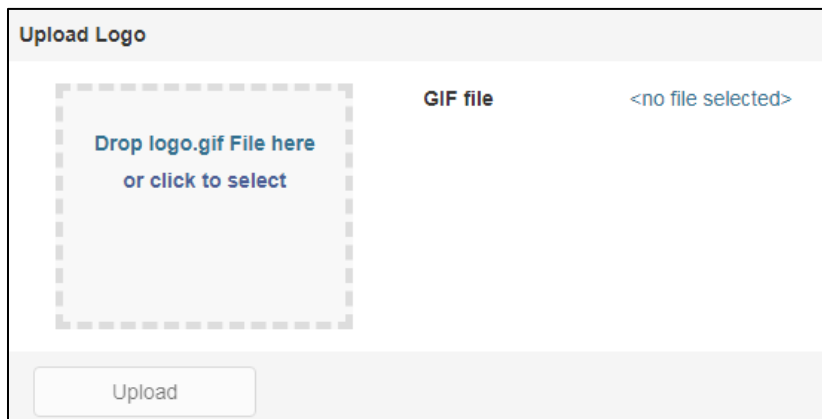 Upload Logo
GIF file <no file selected>
Drop logo.gif File here
or click to select
Upload